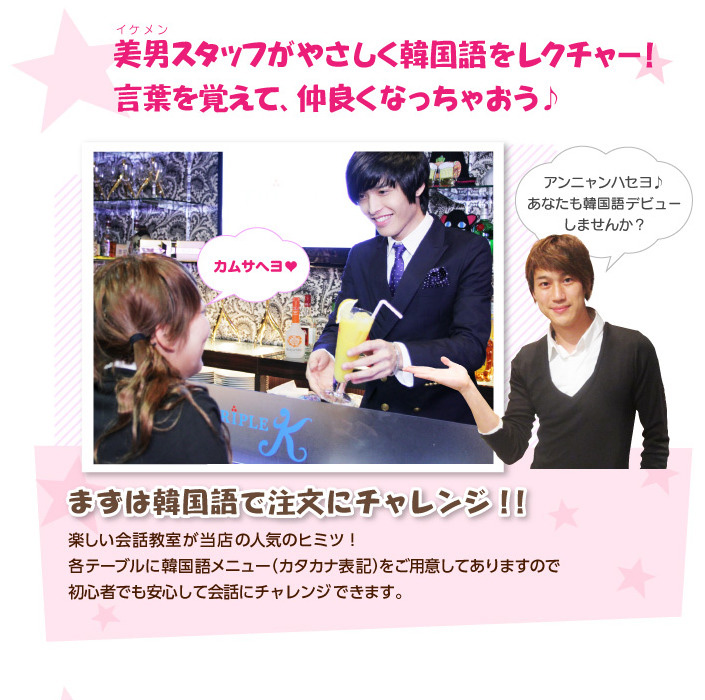 イケメン
美男スタッフがやさしく韓国語をレクチャー!
言葉を覚えて、仲良くなっちゃおう♪
アンニャンハセヨ♪
あなたも韓国語デビュー
しませんか？
カムサヘヨ♥
TRIPLE K
まずは韓国語で注文にチャレンジ!!
楽しい会話教室が当店の人気のヒミツ！
各テーブルに韓国語メニュー（カタカナ表記）をご用意してありますので
初心者でも安心して会話にチャレンジできます。